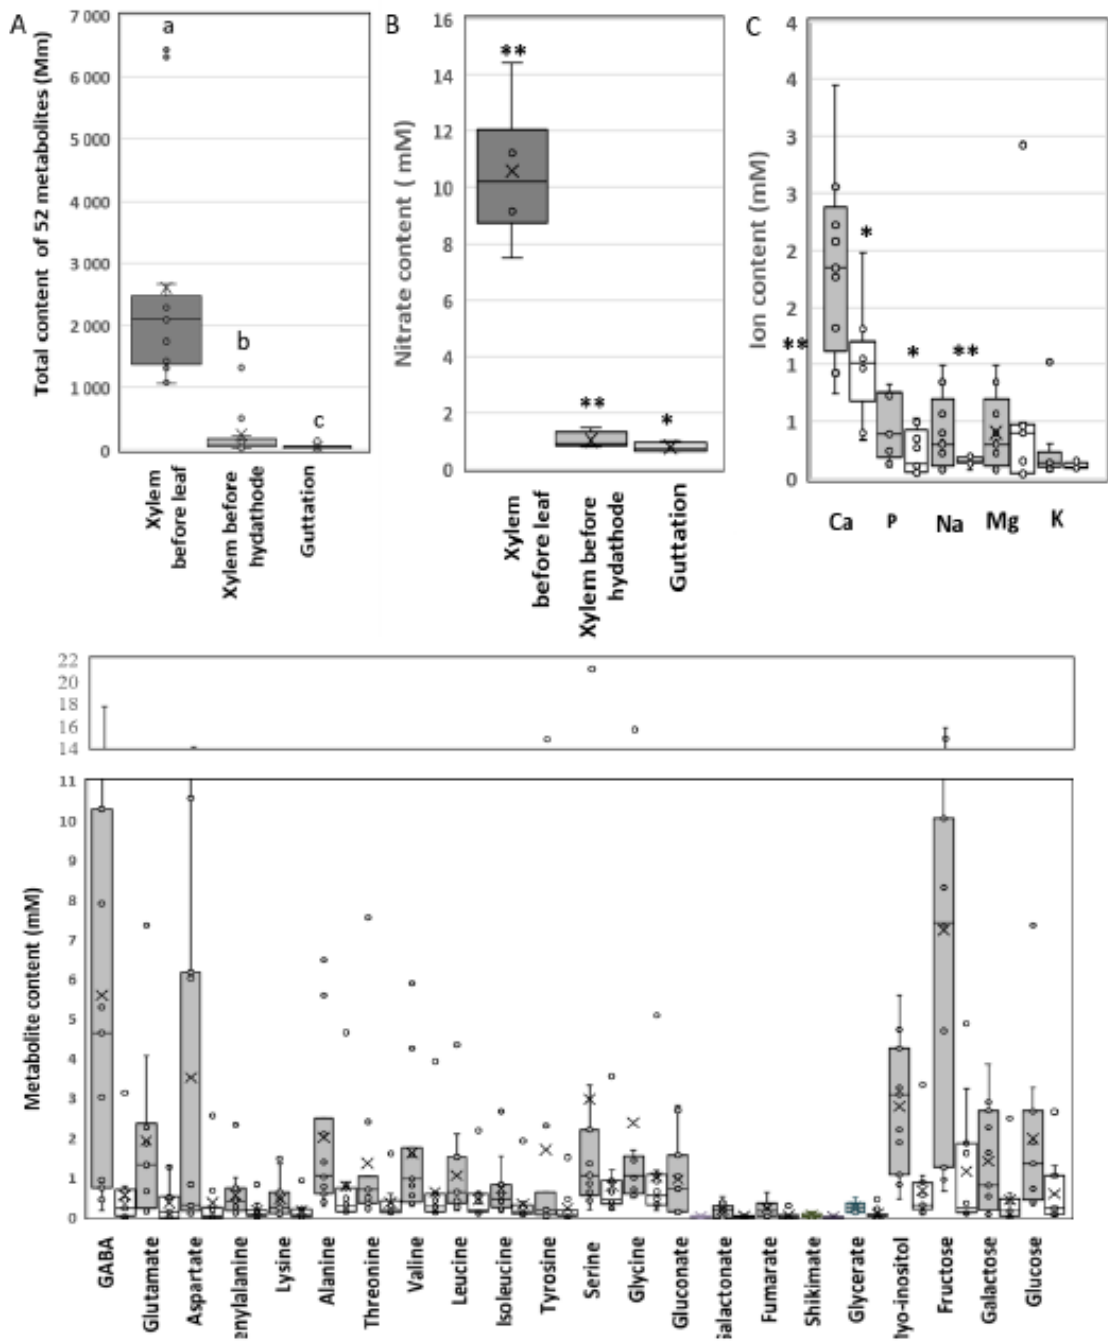 A
Total content of 52 metabolites (Mm)
7 000
6 000
5 000
4 000
3 000
2 000
1 000
0
a
b
c
Xylem
before leaf
Xylem before
hydathode
Guttation
B
Nitrate content ( mM)
16
14
12
10
8
6
4
2
0
**
**
*
Xylem
before leaf
Xylem before
hydathode
Guttation
C
Ion content (mM)
4
4
3
3
2
2
1
1
0
**
*
*
**
Ca
P
Na
Mg
K
22
20
18
16
14
Metabolite content (mM)
11
10
9
8
7
6
5
4
3
2
1
0
GABA
Glutamate
Aspartate
enylalanine
Lysine
Alanine
Threonine
Valine
Leucine
Isoleucine
Tyrosine
Serine
Glycine
Gluconate
Galactonate
Fumarate
Shikimate
Glycerate
lyo-inositol
Fructose
Galactose
Glucose